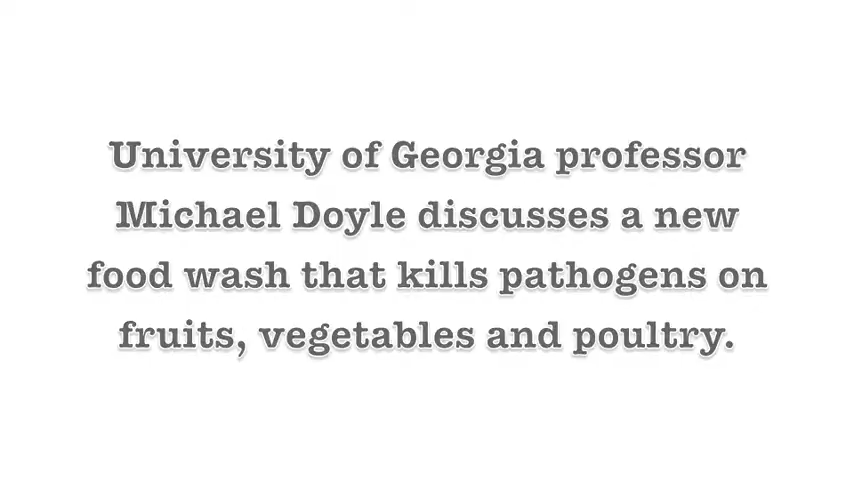 University of Georgia professor
Michael Doyle discusses a new
food wash that kills pathogens on
fruits, vegetables and poultry.